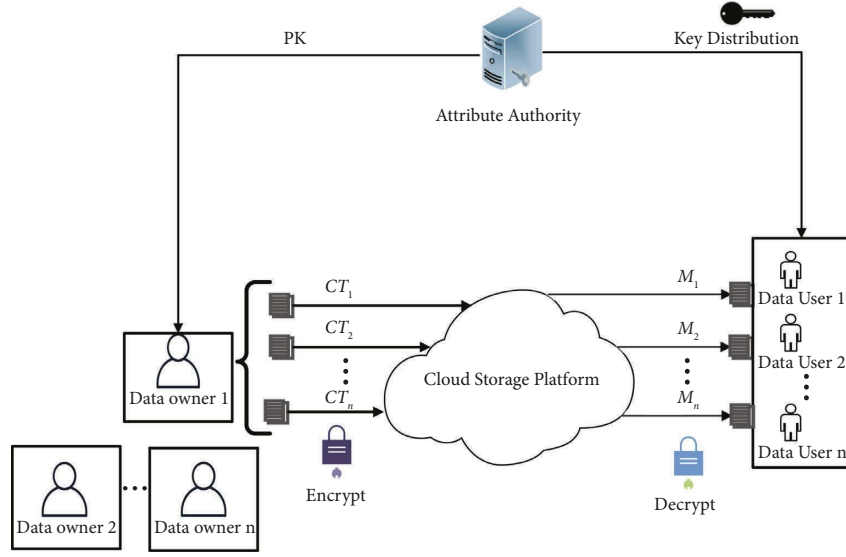 PK
Key Distribution
Attribute Authority
CT₁
M₁
Data User 1
CT₂
M₂
Data User 2
Cloud Storage Platform
Data owner 1
CTₙ
Mₙ
Data User n
Encrypt
Decrypt
Data owner 2
Data owner n